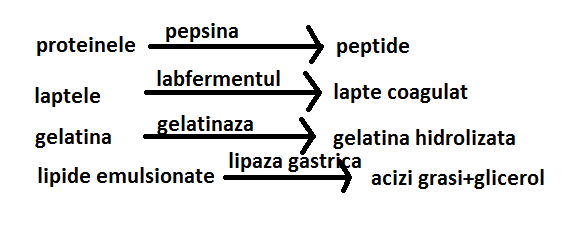 proteinele pepsina peptide
laptele labfermentul lapte coagulat
gelatina gelatinaza gelatina hidrolizata
lipide emulsionate lipaza gastrica acizi grasi+glicerol